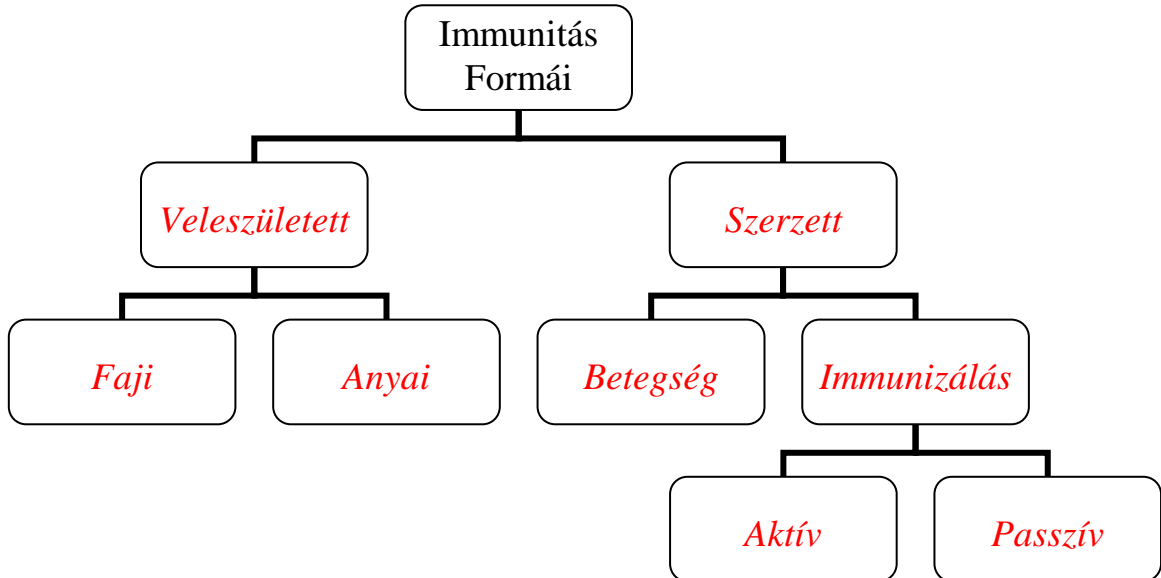 Immunitás
Formái
Veleszületett
Szerzett
Faji
Anyai
Betegség
Immunizálás
Aktív
Passzív